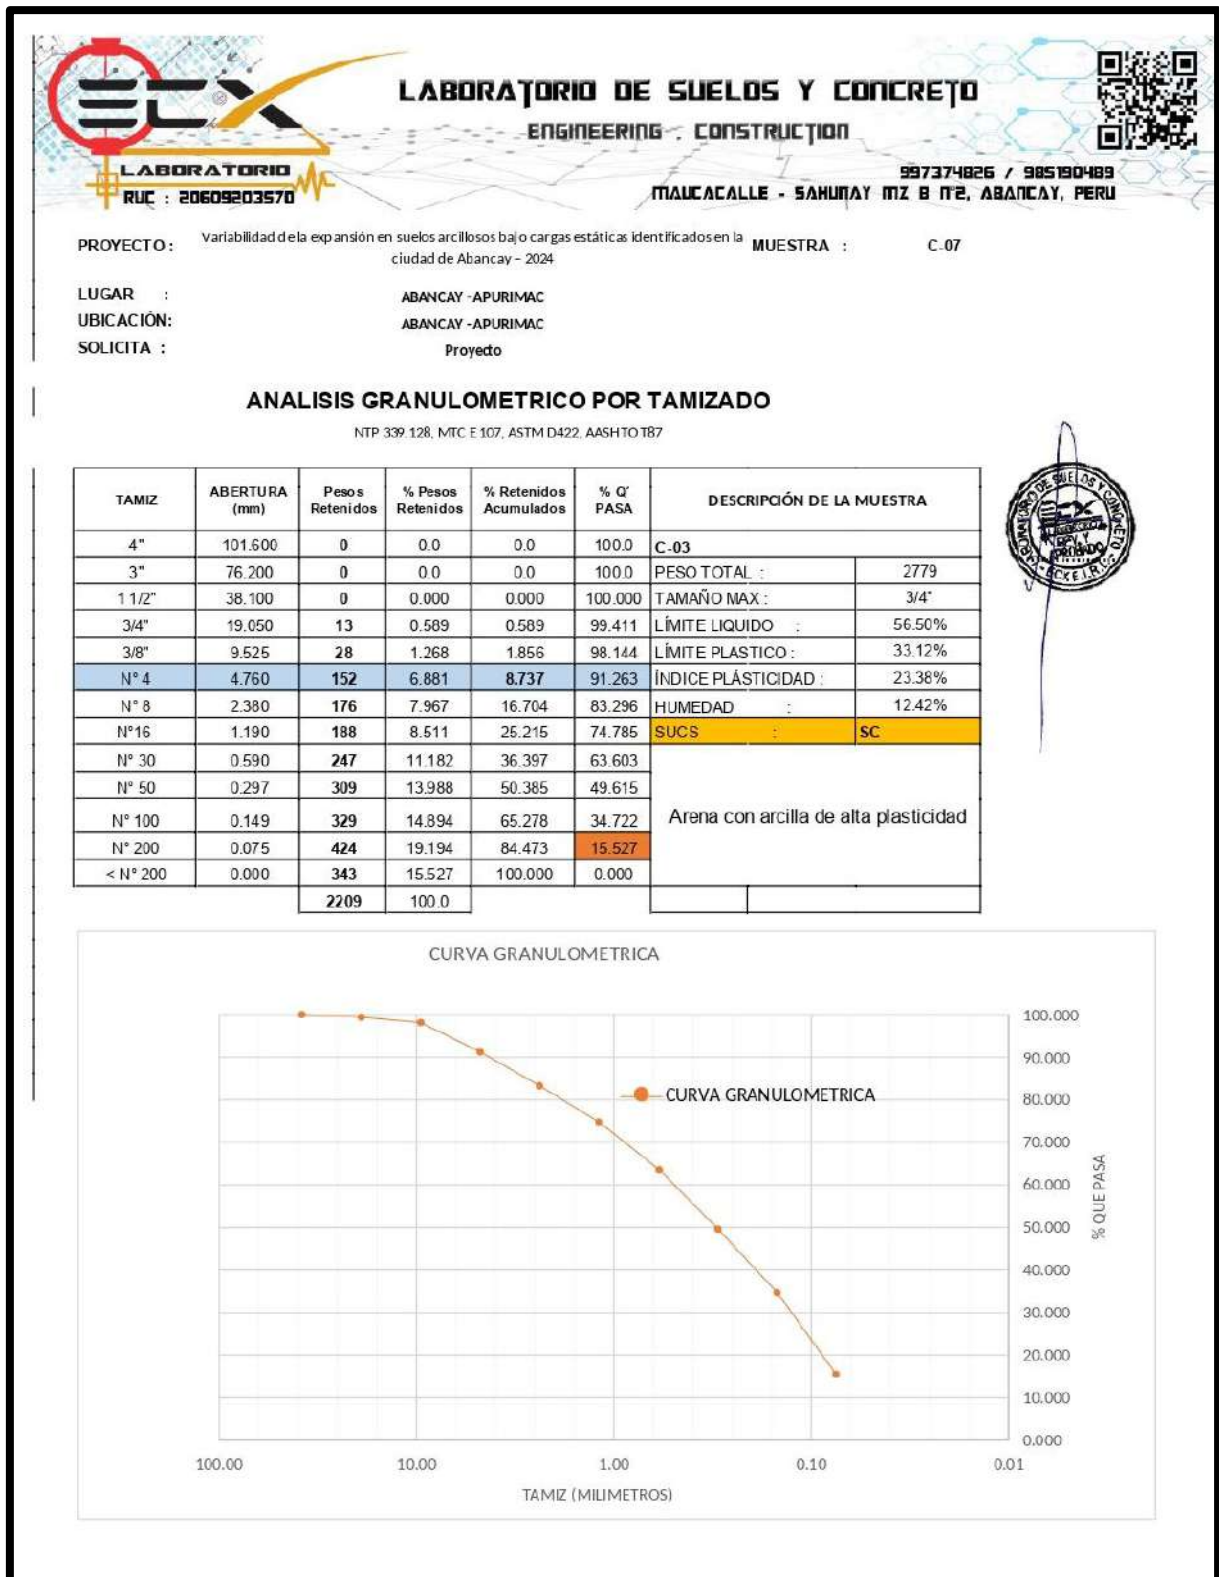 ECX
LABORATORIO
RUC : 20609203570
LABORATORIO DE SUELOS Y CONCRETO
ENGINEERING - CONSTRUCTION
997374826 / 985190489
MAUCACALLE - SAHUNAY MZ B N°2, ABANCAY, PERU
PROYECTO : Variabilidad de la expansión en suelos arcillosos bajo cargas estáticas identificados en la ciudad de Abancay – 2024 MUESTRA : C-07
LUGAR : ABANCAY -APURIMAC
UBICACIÓN: ABANCAY -APURIMAC
SOLICITA : Proyecto
ANALISIS GRANULOMETRICO POR TAMIZADO
NTP 339.128, MTC E 107, ASTM D422, AASHTO T87
TAMIZ ABERTURA (mm) Pesos Retenidos % Pesos Retenidos % Retenidos Acumulados % Q' PASA DESCRIPCIÓN DE LA MUESTRA
4" 101.600 0 0.0 0.0 100.0 C-03
3" 76.200 0 0.0 0.0 100.0 PESO TOTAL : 2779
1 1/2" 38.100 0 0.000 0.000 100.000 TAMAÑO MAX : 3/4"
3/4" 19.050 13 0.589 0.589 99.411 LÍMITE LIQUIDO : 56.50%
3/8" 9.525 28 1.268 1.856 98.144 LÍMITE PLASTICO : 33.12%
N° 4 4.760 152 6.881 8.737 91.263 ÍNDICE PLÁSTICIDAD : 23.38%
N° 8 2.380 176 7.967 16.704 83.296 HUMEDAD : 12.42%
N°16 1.190 188 8.511 25.215 74.785 SUCS : SC
N° 30 0.590 247 11.182 36.397 63.603
N° 50 0.297 309 13.988 50.385 49.615
N° 100 0.149 329 14.894 65.278 34.722 Arena con arcilla de alta plasticidad
N° 200 0.075 424 19.194 84.473 15.527
< N° 200 0.000 343 15.527 100.000 0.000
2209 100.0
LABORATORIO DE SUELOS Y CONCRETO
ECX
LABORATORIO
REV. Y
APROBADO
ECX E.I.R.L.
CURVA GRANULOMETRICA
CURVA GRANULOMETRICA
100.000
90.000
80.000
70.000
60.000
50.000
40.000
30.000
20.000
10.000
0.000
% QUE PASA
100.00 10.00 1.00 0.10 0.01
TAMIZ (MILIMETROS)